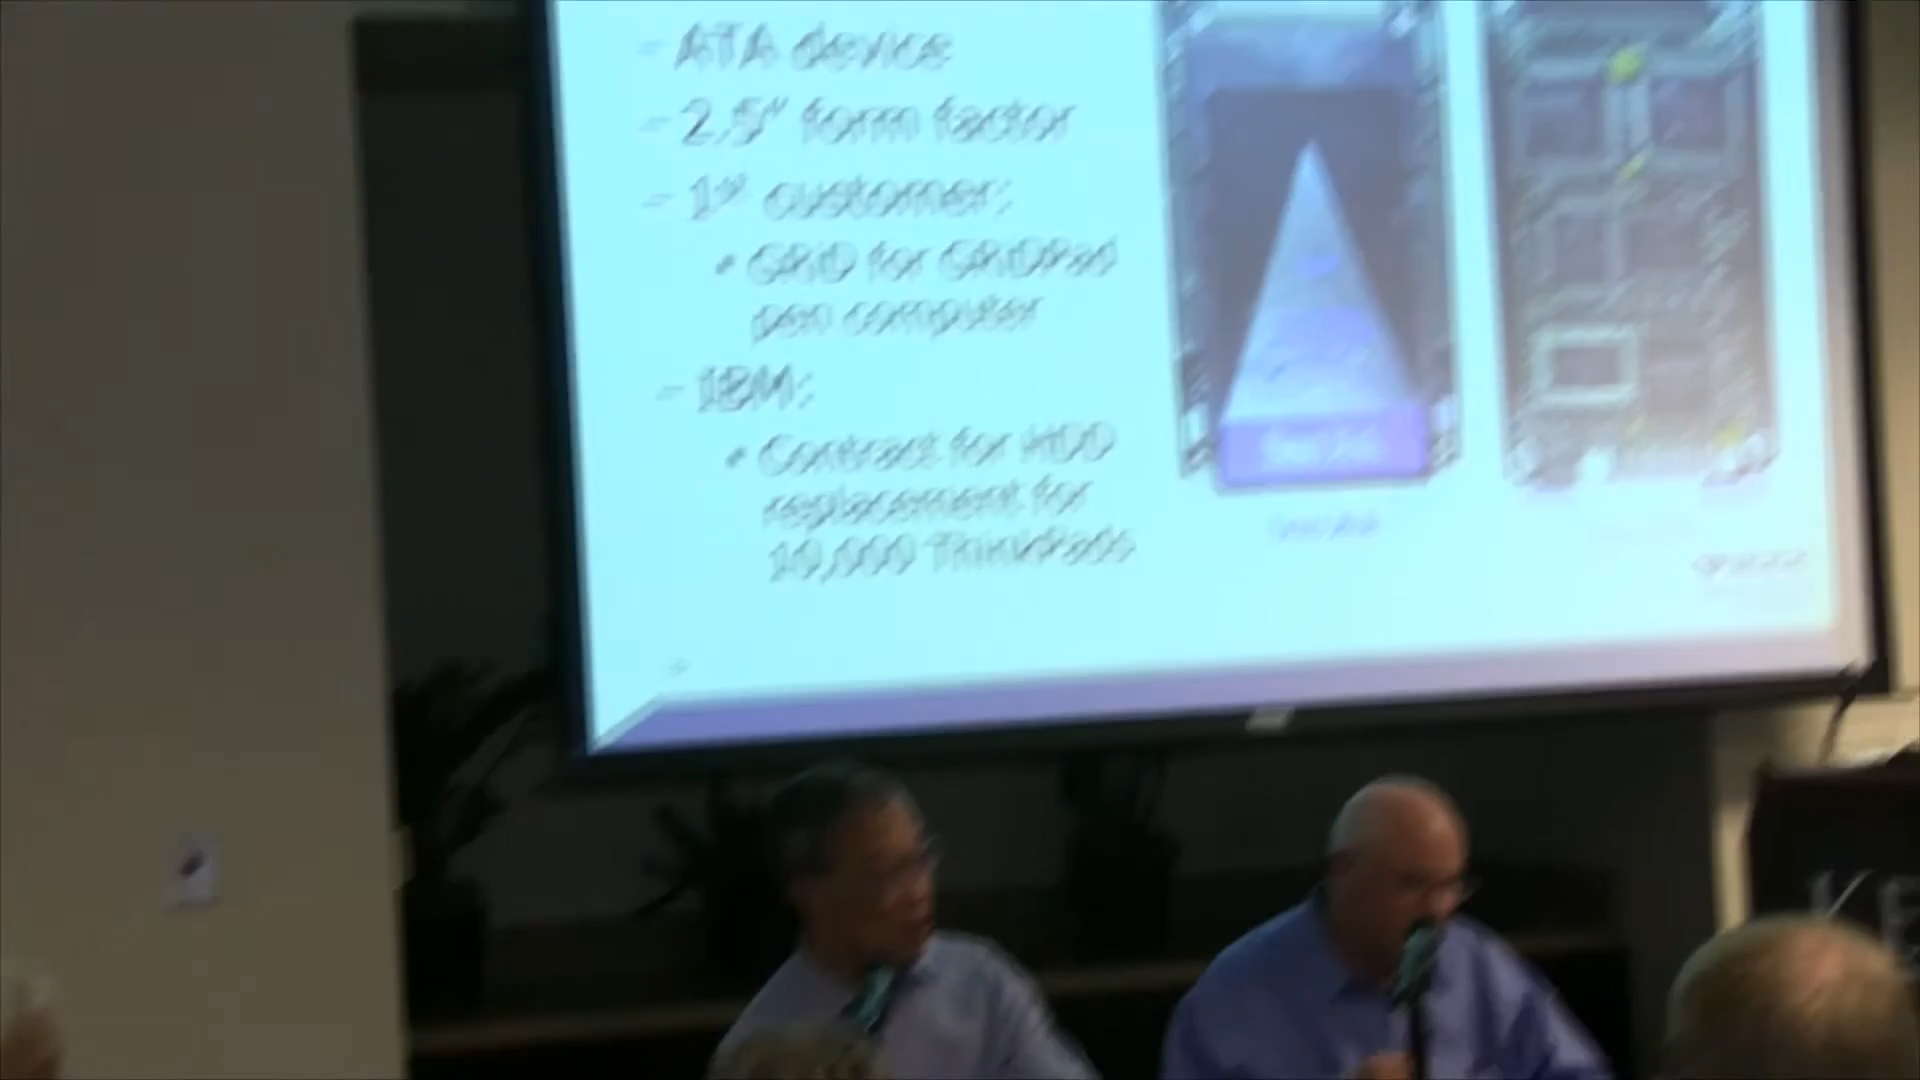 – ATA device
– 2.5" form factor
– 1st customer:
• GRiD for GRiDPad
pen computer
– IBM:
• Contract for HDD
replacement for
10,000 ThinkPads